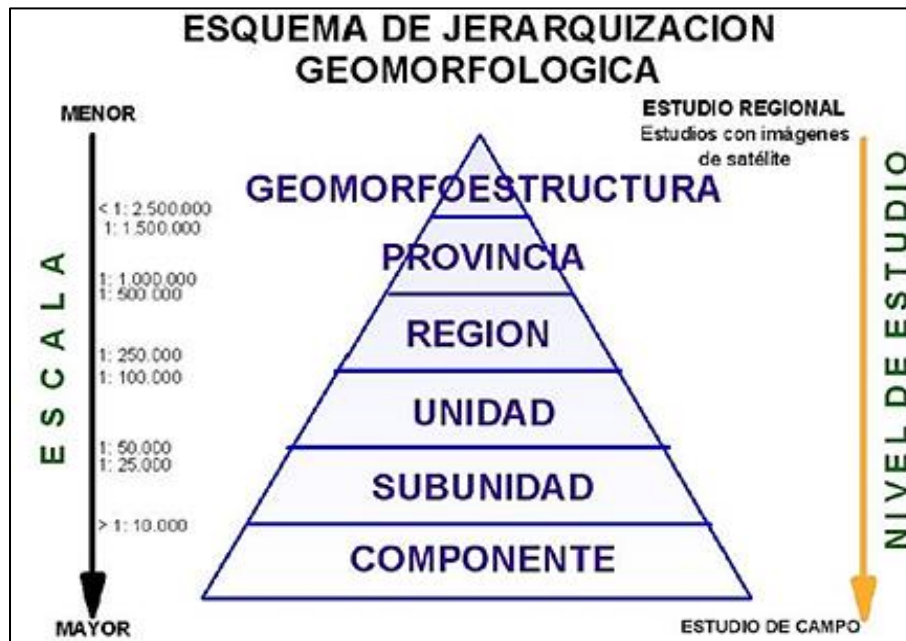 ESQUEMA DE JERARQUIZACION
GEOMORFOLOGICA
MENOR
ESTUDIO REGIONAL
Estudios con imágenes
de satélite
GEOMORFOESTRUCTURA
< 1: 2.500.000
1: 1.500.000
PROVINCIA
1: 1.000.000
1: 500.000
REGION
1: 250.000
1: 100.000
UNIDAD
1: 50.000
1: 25.000
SUBUNIDAD
> 1: 10.000
COMPONENTE
MAYOR
ESTUDIO DE CAMPO
ESCALA
NIVEL DE ESTUDIO